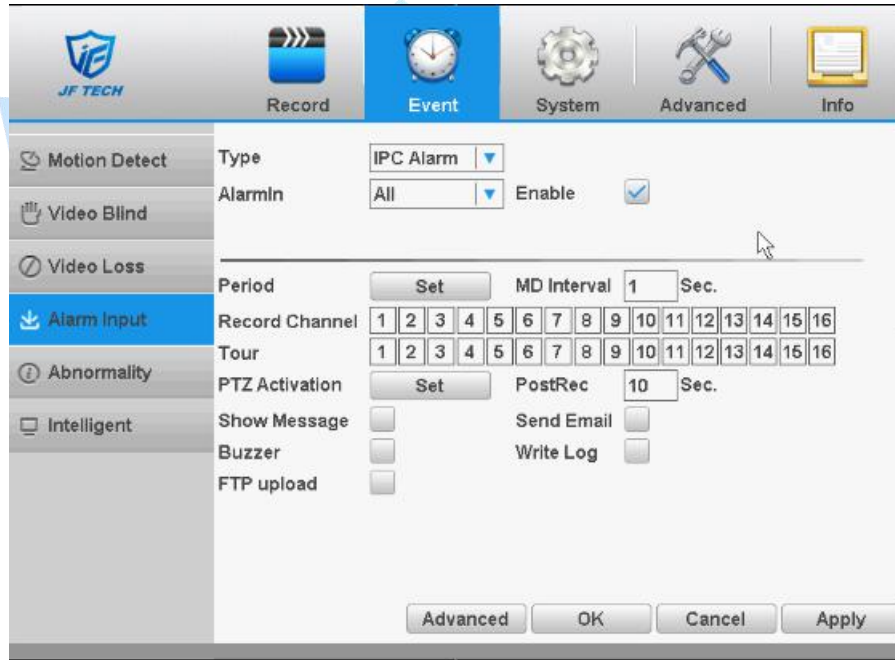 JF TECH
Record Event System Advanced Info
Motion Detect
Video Blind
Video Loss
Alarm Input
Abnormality
Intelligent
Type IPC Alarm
AlarmIn All Enable
Period Set MD Interval 1 Sec.
Record Channel 1 2 3 4 5 6 7 8 9 10 11 12 13 14 15 16
Tour 1 2 3 4 5 6 7 8 9 10 11 12 13 14 15 16
PTZ Activation Set PostRec 10 Sec.
Show Message Send Email
Buzzer Write Log
FTP upload
Advanced OK Cancel Apply